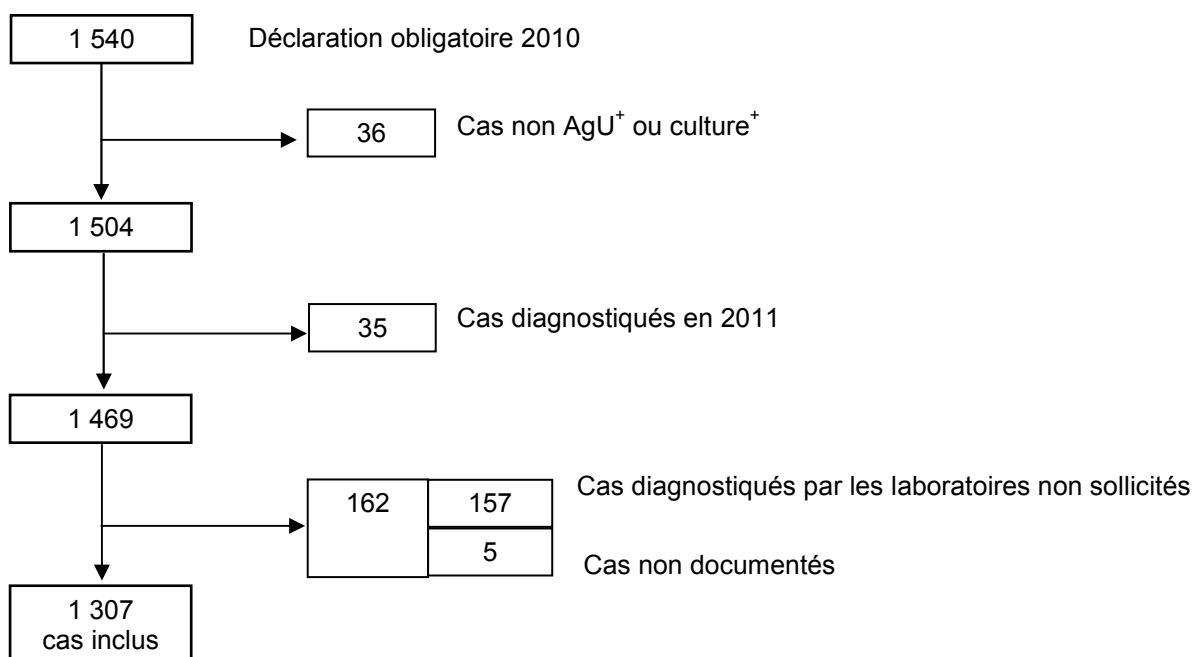 1 540 Déclaration obligatoire 2010
36 Cas non AgU+ ou culture+
1 504
35 Cas diagnostiqués en 2011
1 469
162 157 Cas diagnostiqués par les laboratoires non sollicités
5 Cas non documentés
1 307
cas inclus